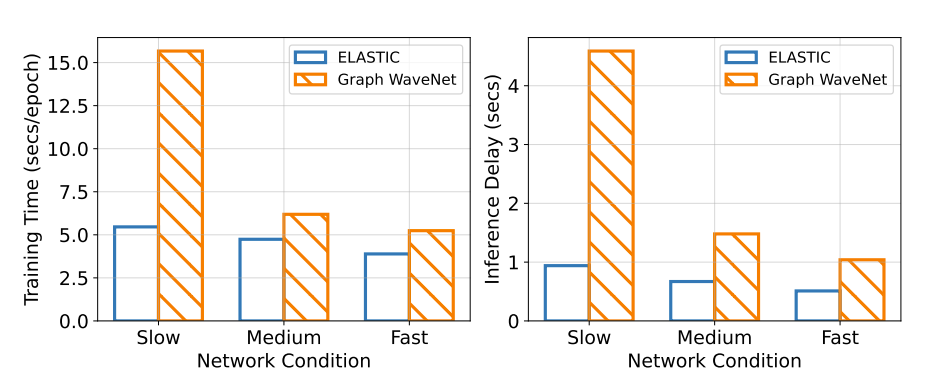 Training Time (secs/epoch)
15.0
12.5
10.0
7.5
5.0
2.5
0.0
ELASTIC
Graph WaveNet
Slow Medium Fast
Network Condition
Inference Delay (secs)
4
3
2
1
0
ELASTIC
Graph WaveNet
Slow Medium Fast
Network Condition